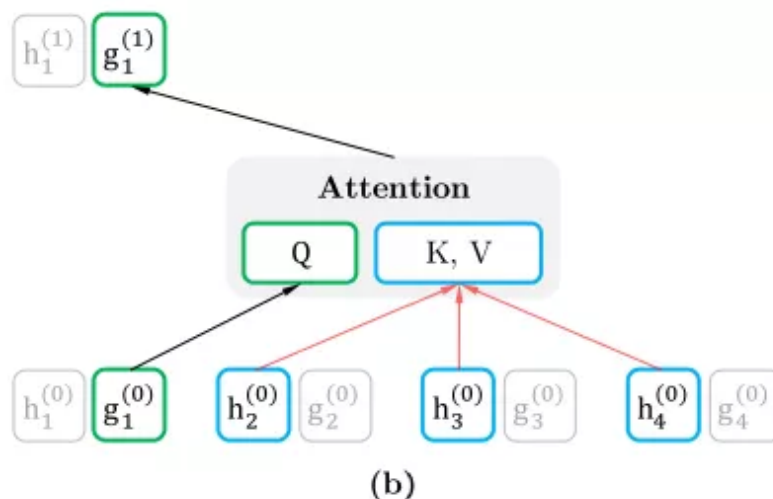 h₁⁽¹⁾ g₁⁽¹⁾
Attention
Q K, V
h₁⁽⁰⁾ g₁⁽⁰⁾ h₂⁽⁰⁾ g₂⁽⁰⁾ h₃⁽⁰⁾ g₃⁽⁰⁾ h₄⁽⁰⁾ g₄⁽⁰⁾
(b)